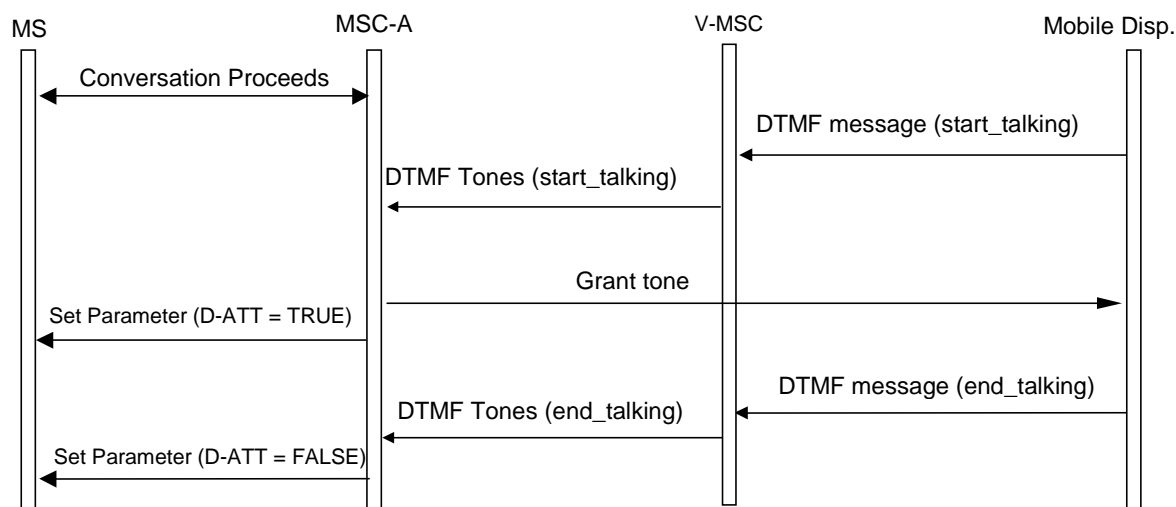 MS
MSC-A
V-MSC
Mobile Disp.
Conversation Proceeds
DTMF message (start_talking)
DTMF Tones (start_talking)
Grant tone
Set Parameter (D-ATT = TRUE)
DTMF message (end_talking)
DTMF Tones (end_talking)
Set Parameter (D-ATT = FALSE)